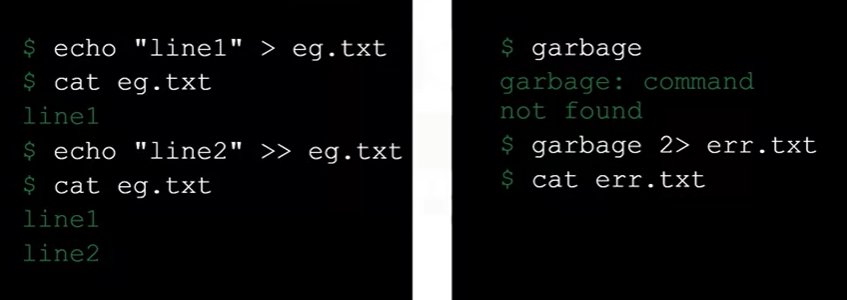 $ echo "line1" > eg.txt
$ cat eg.txt
line1
$ echo "line2" >> eg.txt
$ cat eg.txt
line1
line2
$ garbage
garbage: command
not found
$ garbage 2> err.txt
$ cat err.txt